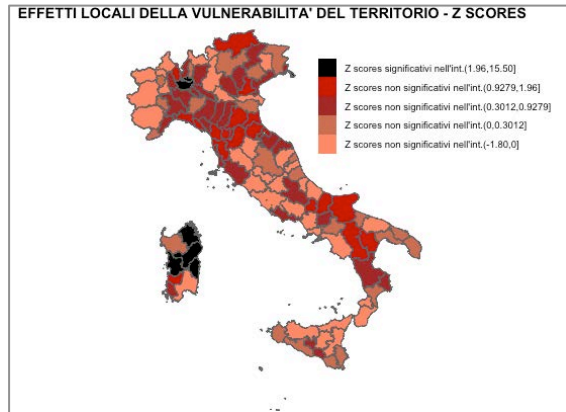 EFFETTI LOCALI DELLA VULNERABILITA' DEL TERRITORIO - Z SCORES
Z scores significativi nell'int.(1.96,15.50]
Z scores non significativi nell'int.(0.9279,1.96]
Z scores non significativi nell'int.(0.3012,0.9279]
Z scores non significativi nell'int.(0,0.3012]
Z scores non significativi nell'int.(-1.80,0]